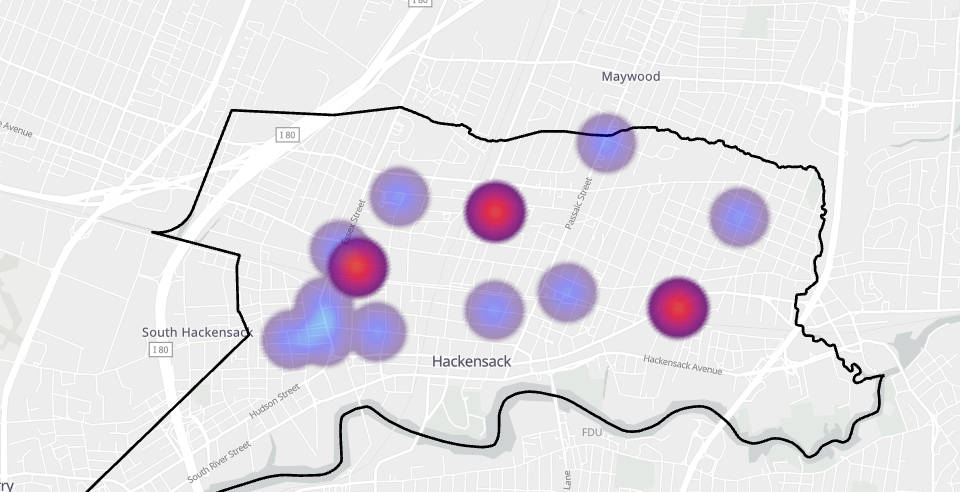 I 80
Maywood
Avenue
I 80
Essex Street
Passaic Street
South Hackensack
I 80
Hackensack
Hackensack Avenue
Hudson Street
FDU
South River Street
Lane
rry